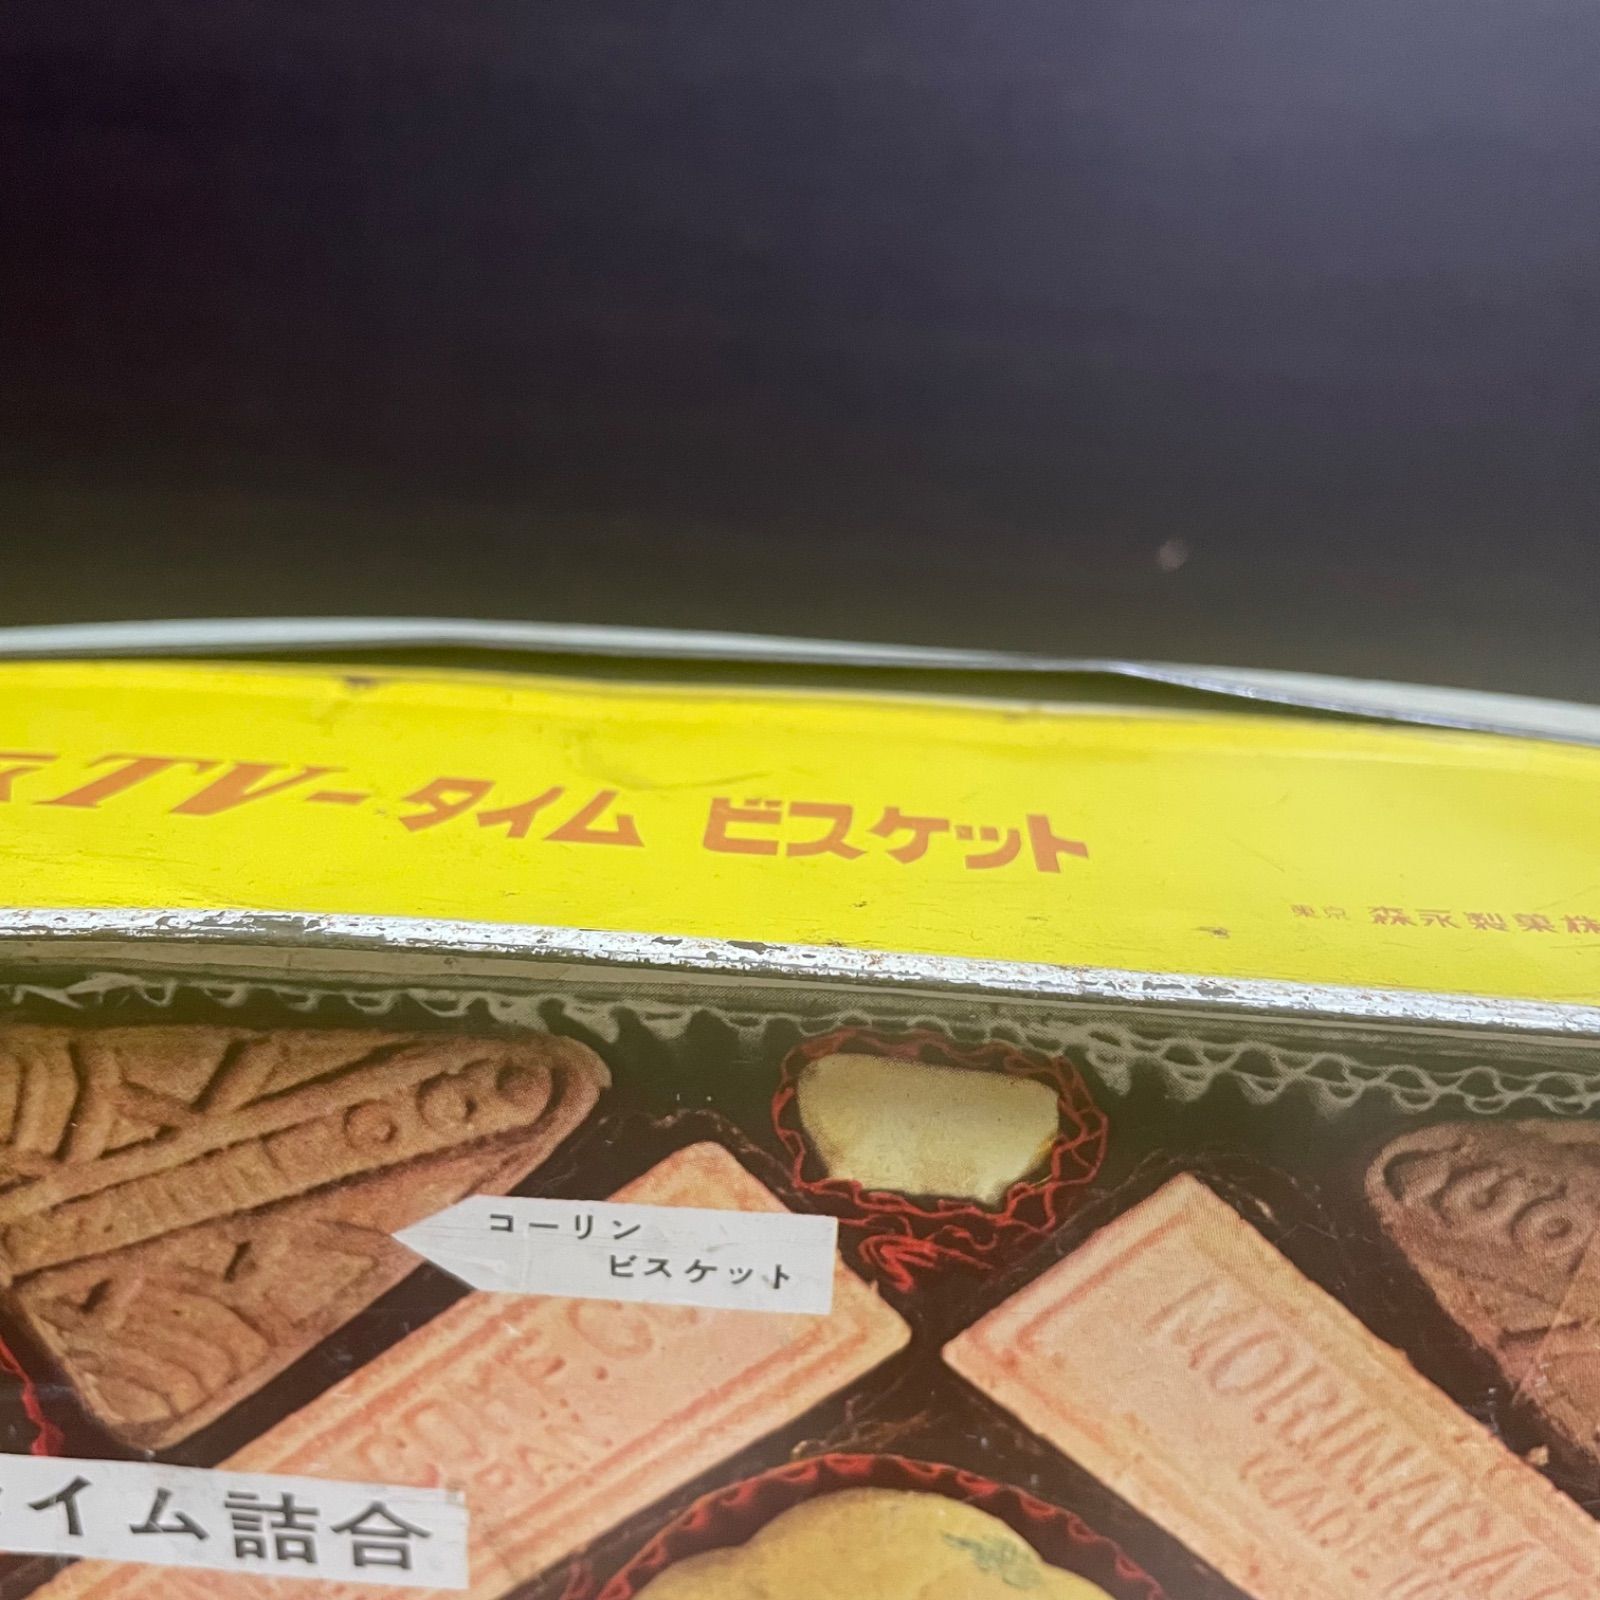 TV-タイム ビスケット
東京 森永製菓株
コーリン
ビスケット
MORINAGA
イム詰合